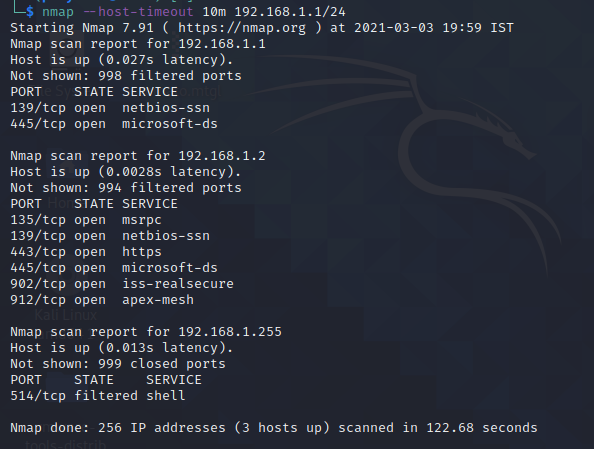 $ nmap --host-timeout 10m 192.168.1.1/24
Starting Nmap 7.91 ( https://nmap.org ) at 2021-03-03 19:59 IST
Nmap scan report for 192.168.1.1
Host is up (0.027s latency).
Not shown: 998 filtered ports
PORT    STATE SERVICE
139/tcp open  netbios-ssn
445/tcp open  microsoft-ds
Nmap scan report for 192.168.1.2
Host is up (0.0028s latency).
Not shown: 994 filtered ports
PORT    STATE SERVICE
135/tcp open  msrpc
139/tcp open  netbios-ssn
443/tcp open  https
445/tcp open  microsoft-ds
902/tcp open  iss-realsecure
912/tcp open  apex-mesh
Kali Linux
Nmap scan report for 192.168.1.255
Host is up (0.013s latency).
Not shown: 999 closed ports
PORT    STATE    SERVICE
514/tcp filtered shell
Nmap done: 256 IP addresses (3 hosts up) scanned in 122.68 seconds
tools-distrib